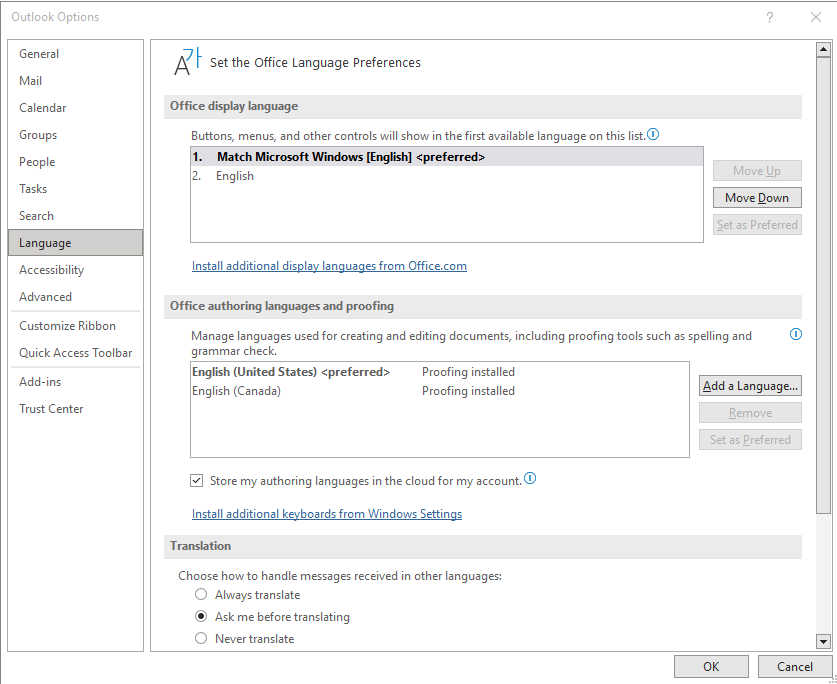 Outlook Options
?
General
Mail
Calendar
Groups
People
Tasks
Search
Language
Accessibility
Advanced
Customize Ribbon
Quick Access Toolbar
Add-ins
Trust Center
A가 Set the Office Language Preferences
Office display language
Buttons, menus, and other controls will show in the first available language on this list.
1. Match Microsoft Windows [English] <preferred>
2. English
Move Up
Move Down
Set as Preferred
Install additional display languages from Office.com
Office authoring languages and proofing
Manage languages used for creating and editing documents, including proofing tools such as spelling and
grammar check.
English (United States) <preferred> Proofing installed
English (Canada) Proofing installed
Add a Language...
Remove
Set as Preferred
Store my authoring languages in the cloud for my account.
Install additional keyboards from Windows Settings
Translation
Choose how to handle messages received in other languages:
Always translate
Ask me before translating
Never translate
OK
Cancel